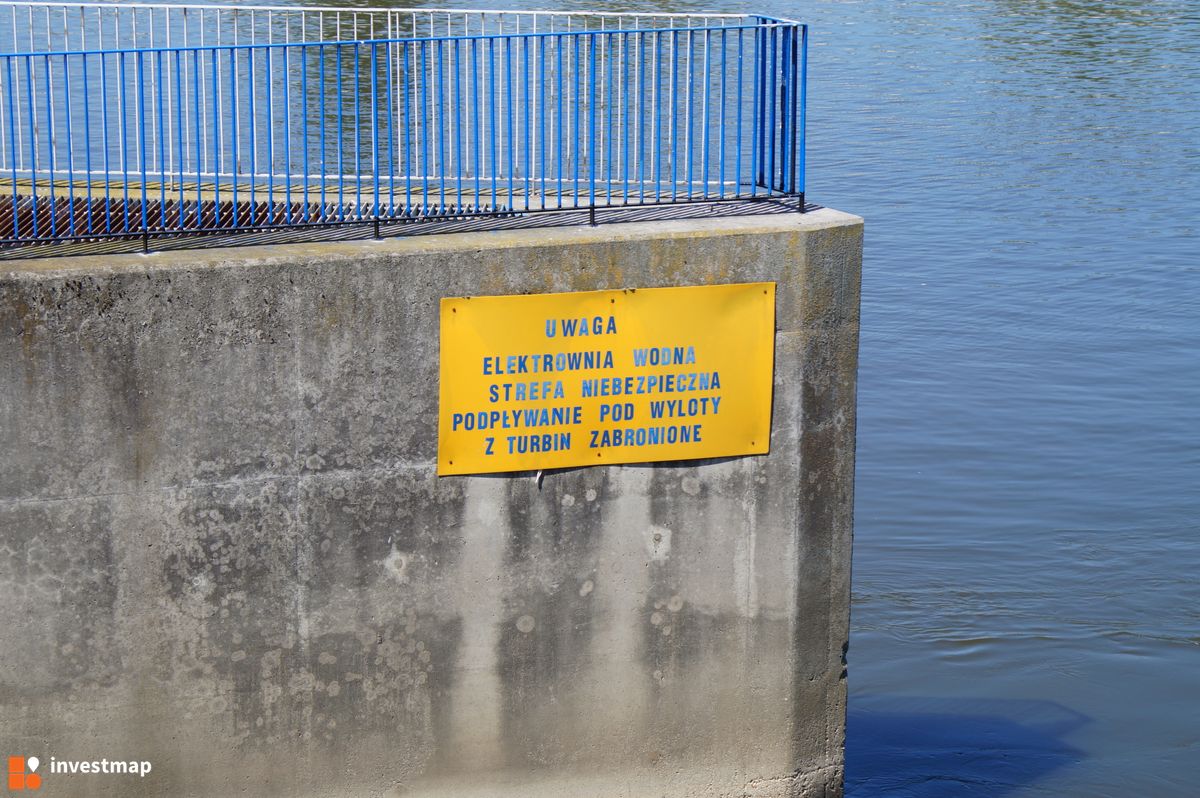 UWAGA
ELEKTROWNIA WODNA
STREFA NIEBEZPIECZNA
PODPŁYWANIE POD WYLOTY
Z TURBIN ZABRONIONE
investmap